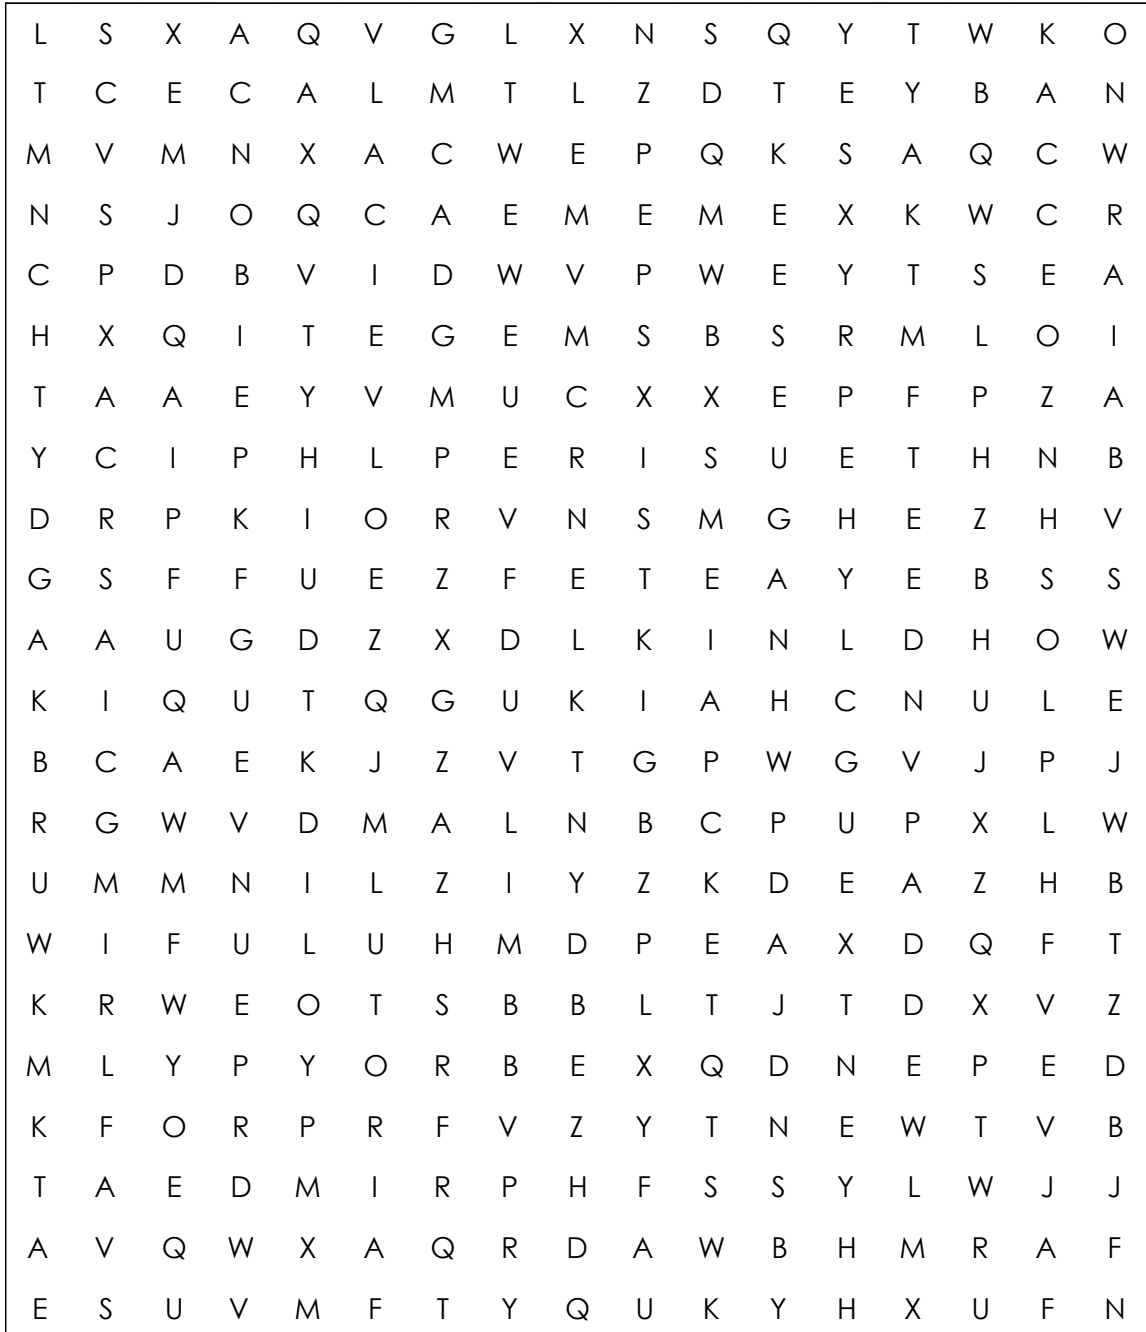 L S X A Q V G L X N S Q Y T W K O
T C E C A L M T L Z D T E Y B A N
M V M N X A C W E P Q K S A Q C W
N S J O Q C A E M E M E X K W C R
C P D B V I D W V P W E Y T S E A
H X Q I T E G E M S B S R M L O I
T A A E Y V M U C X X E P F P Z A
Y C I P H L P E R I S U E T H N B
D R P K I O R V N S M G H E Z H V
G S F F U E Z F E T E A Y E B S S
A A U G D Z X D L K I N L D H O W
K I Q U T Q G U K I A H C N U L E
B C A E K J Z V T G P W G V J P J
R G W V D M A L N B C P U P X L W
U M M N I L Z I Y Z K D E A Z H B
W I F U L U H M D P E A X D Q F T
K R W E O T S B B L T J T D X V Z
M L Y P Y O R B E X Q D N E P E D
K F O R P R F V Z Y T N E W T V B
T A E D M I R P H F S S Y L W J J
A V Q W X A Q R D A W B H M R A F
E S U V M F T Y Q U K Y H X U F N